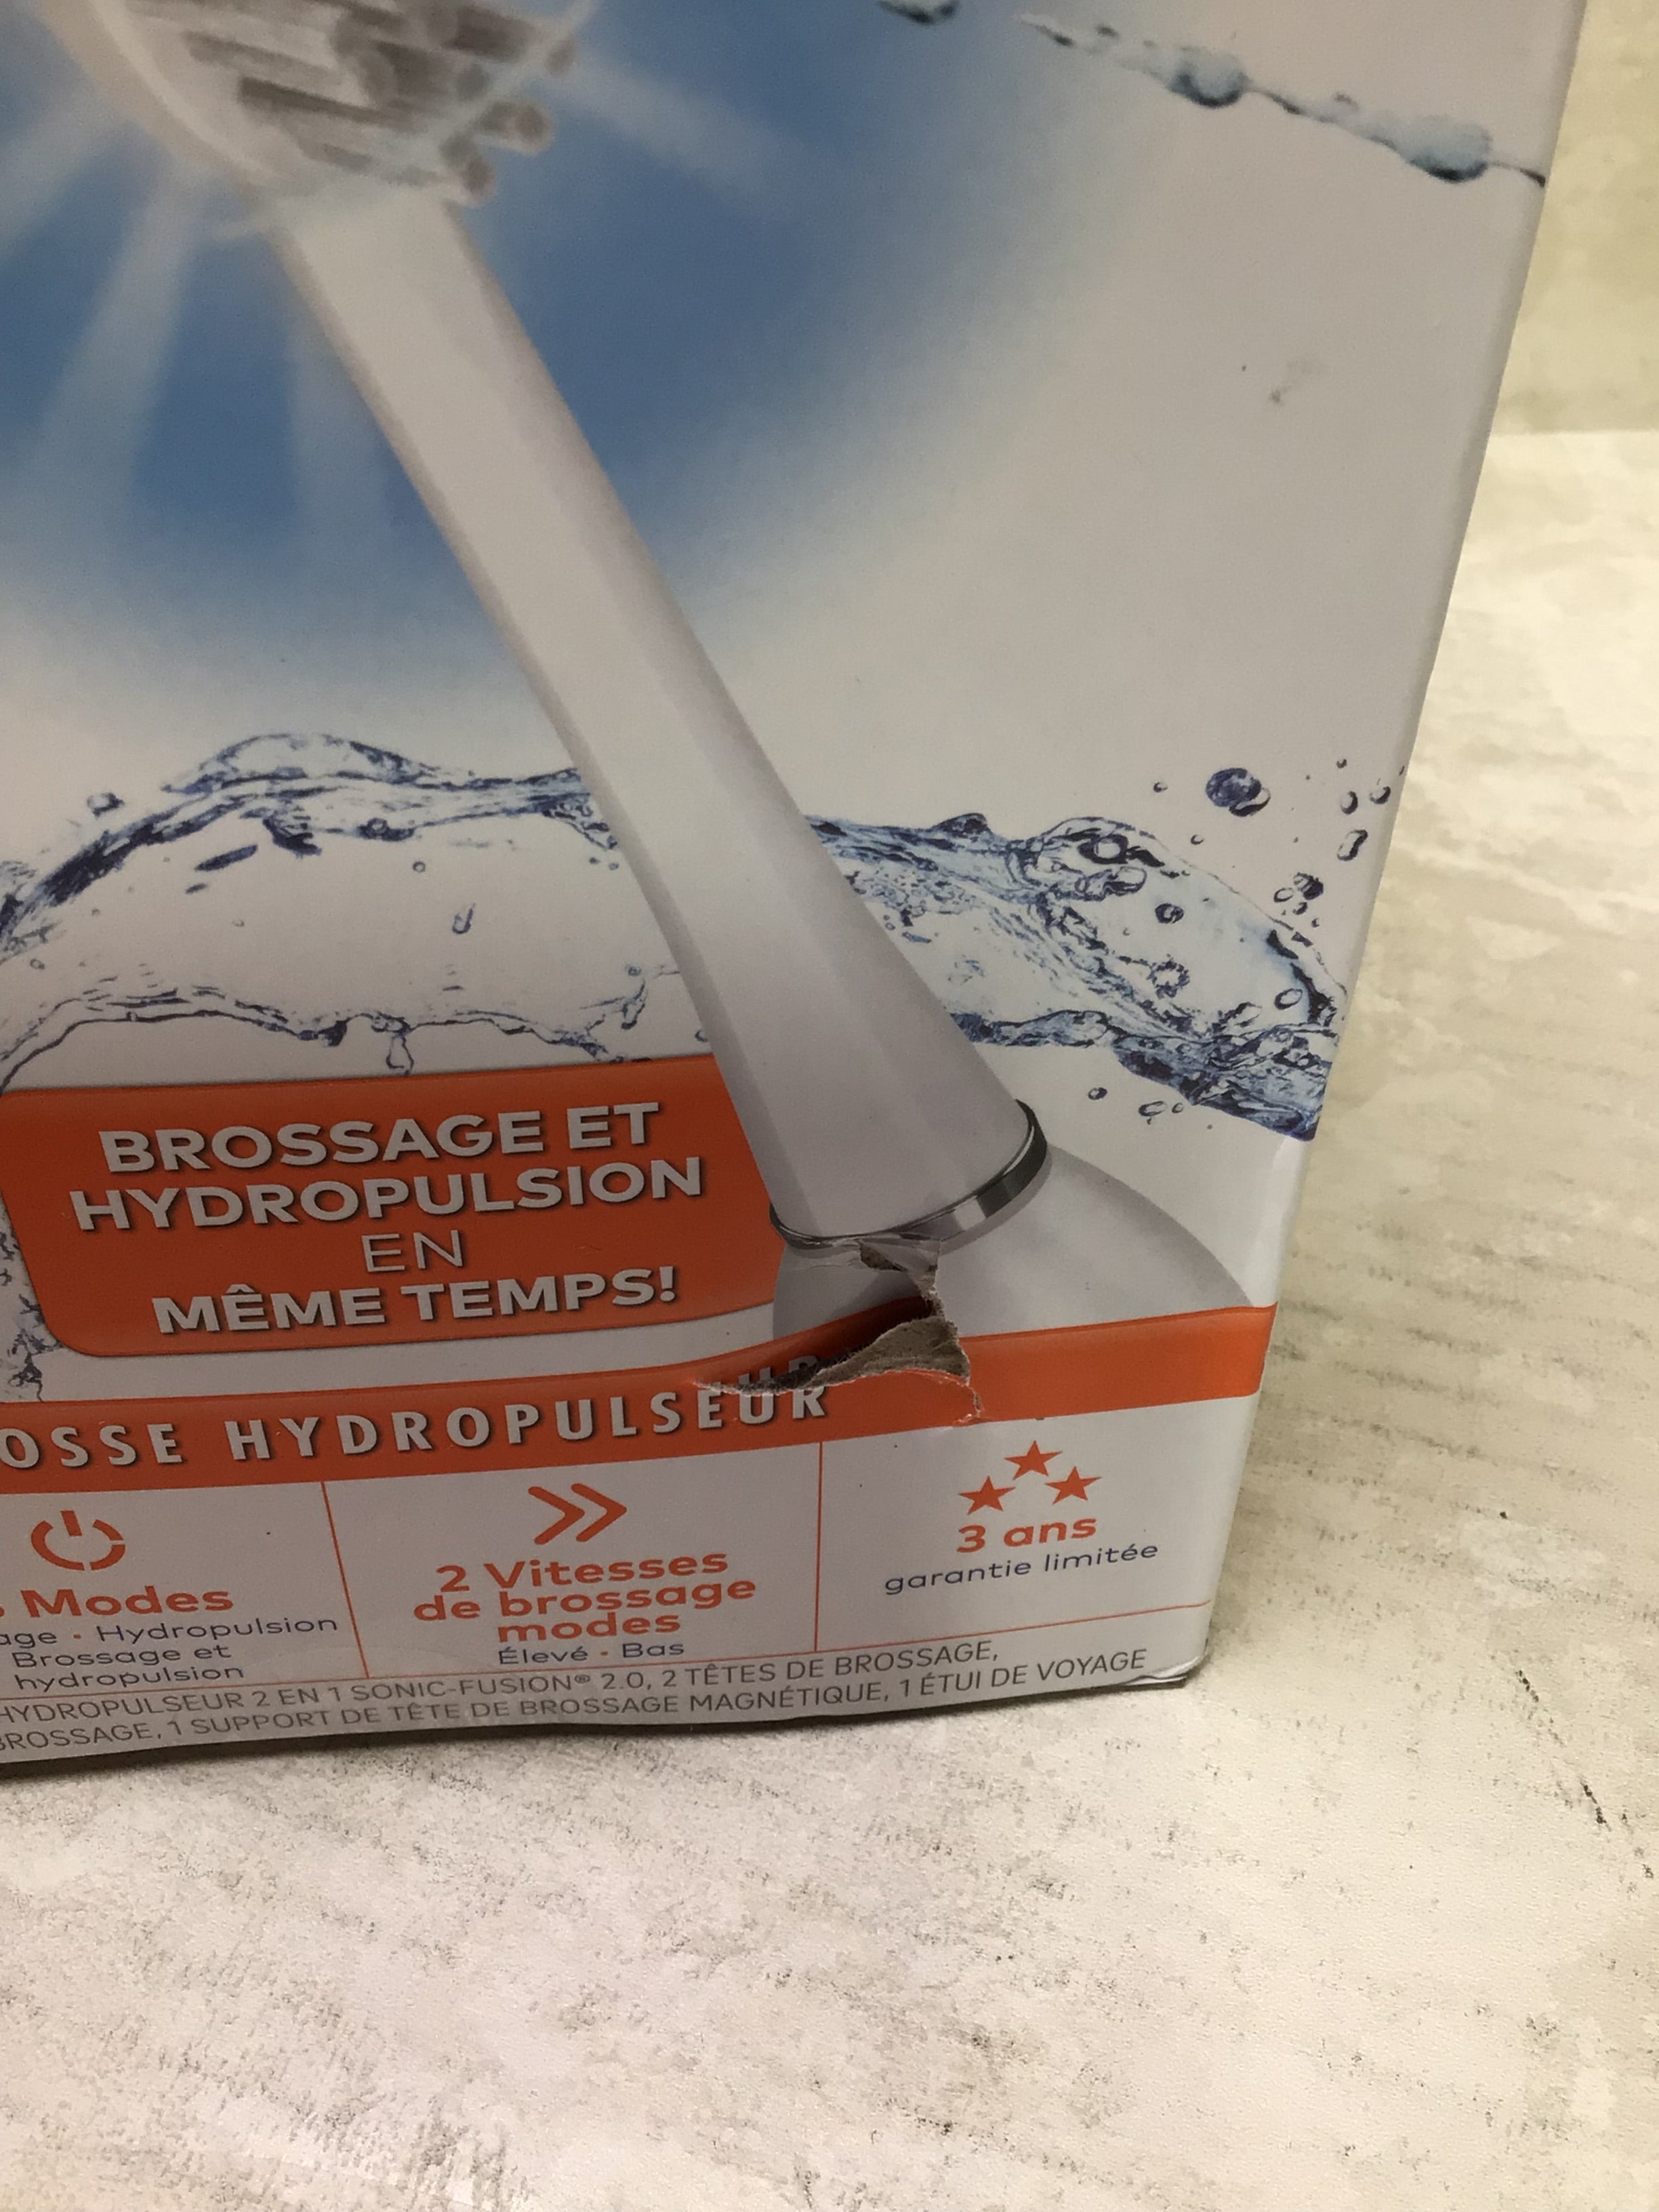 BROSSAGE ET
HYDROPULSION
EN
MÊME TEMPS!
OSSE HYDROPULSEUR
Modes
age • Hydropulsion
Brossage et
hydropulsion
2 Vitesses
de brossage
modes
Élevé • Bas
3 ans
garantie limitée
HYDROPULSEUR 2 EN 1 SONIC-FUSION® 2.0, 2 TÊTES DE BROSSAGE,
BROSSAGE, 1 SUPPORT DE TÊTE DE BROSSAGE MAGNÉTIQUE, 1 ÉTUI DE VOYAGE